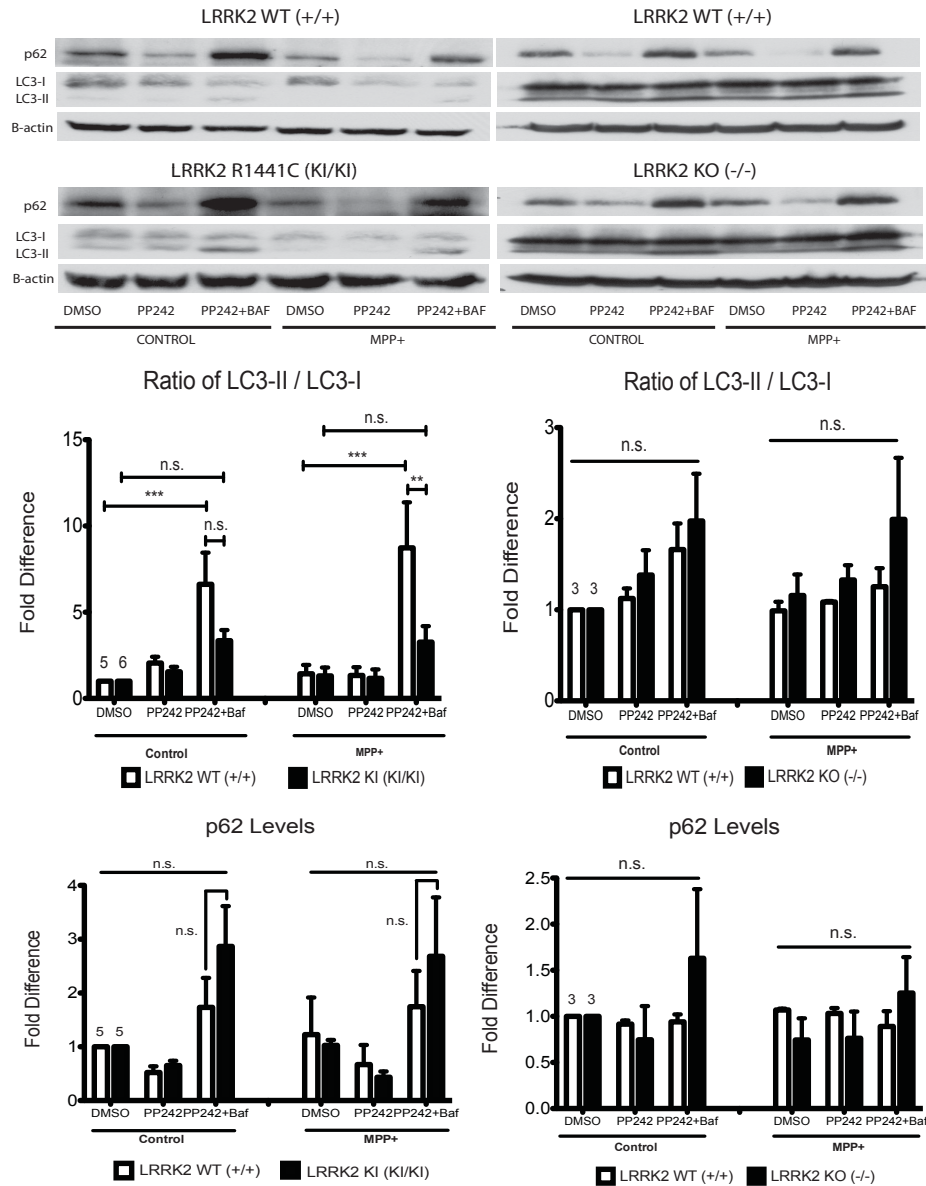 LRRK2 WT (+/+)
LRRK2 WT (+/+)
p62
LC3-I
LC3-II
B-actin
LRRK2 R1441C (KI/KI)
LRRK2 KO (-/-)
p62
LC3-I
LC3-II
B-actin
DMSO PP242 PP242+BAF DMSO PP242 PP242+BAF
DMSO PP242 PP242+BAF DMSO PP242 PP242+BAF
CONTROL MPP+
CONTROL MPP+
Ratio of LC3-II / LC3-I
Fold Difference
15
10
5
0
n.s.
***
n.s.
n.s.
***
**
5 6
DMSO PP242 PP242+Baf DMSO PP242 PP242+Baf
Control MPP+
LRRK2 WT (+/+) LRRK2 KI (KI/KI)
Ratio of LC3-II / LC3-I
Fold Difference
3
2
1
0
n.s.
n.s.
3 3
DMSO PP242 PP242+Baf DMSO PP242 PP242+Baf
Control MPP+
LRRK2 WT (+/+) LRRK2 KO (-/-)
p62 Levels
Fold Difference
4
3
2
1
0
n.s.
n.s.
n.s.
n.s.
5 5
DMSO PP242 PP242+Baf DMSO PP242 PP242+Baf
Control MPP+
LRRK2 WT (+/+) LRRK2 KI (KI/KI)
p62 Levels
Fold Difference
2.5
2.0
1.5
1.0
0.5
0.0
n.s.
n.s.
3 3
DMSO PP242 PP242+Baf DMSO PP242 PP242+Baf
Control MPP+
LRRK2 WT (+/+) LRRK2 KO (-/-)